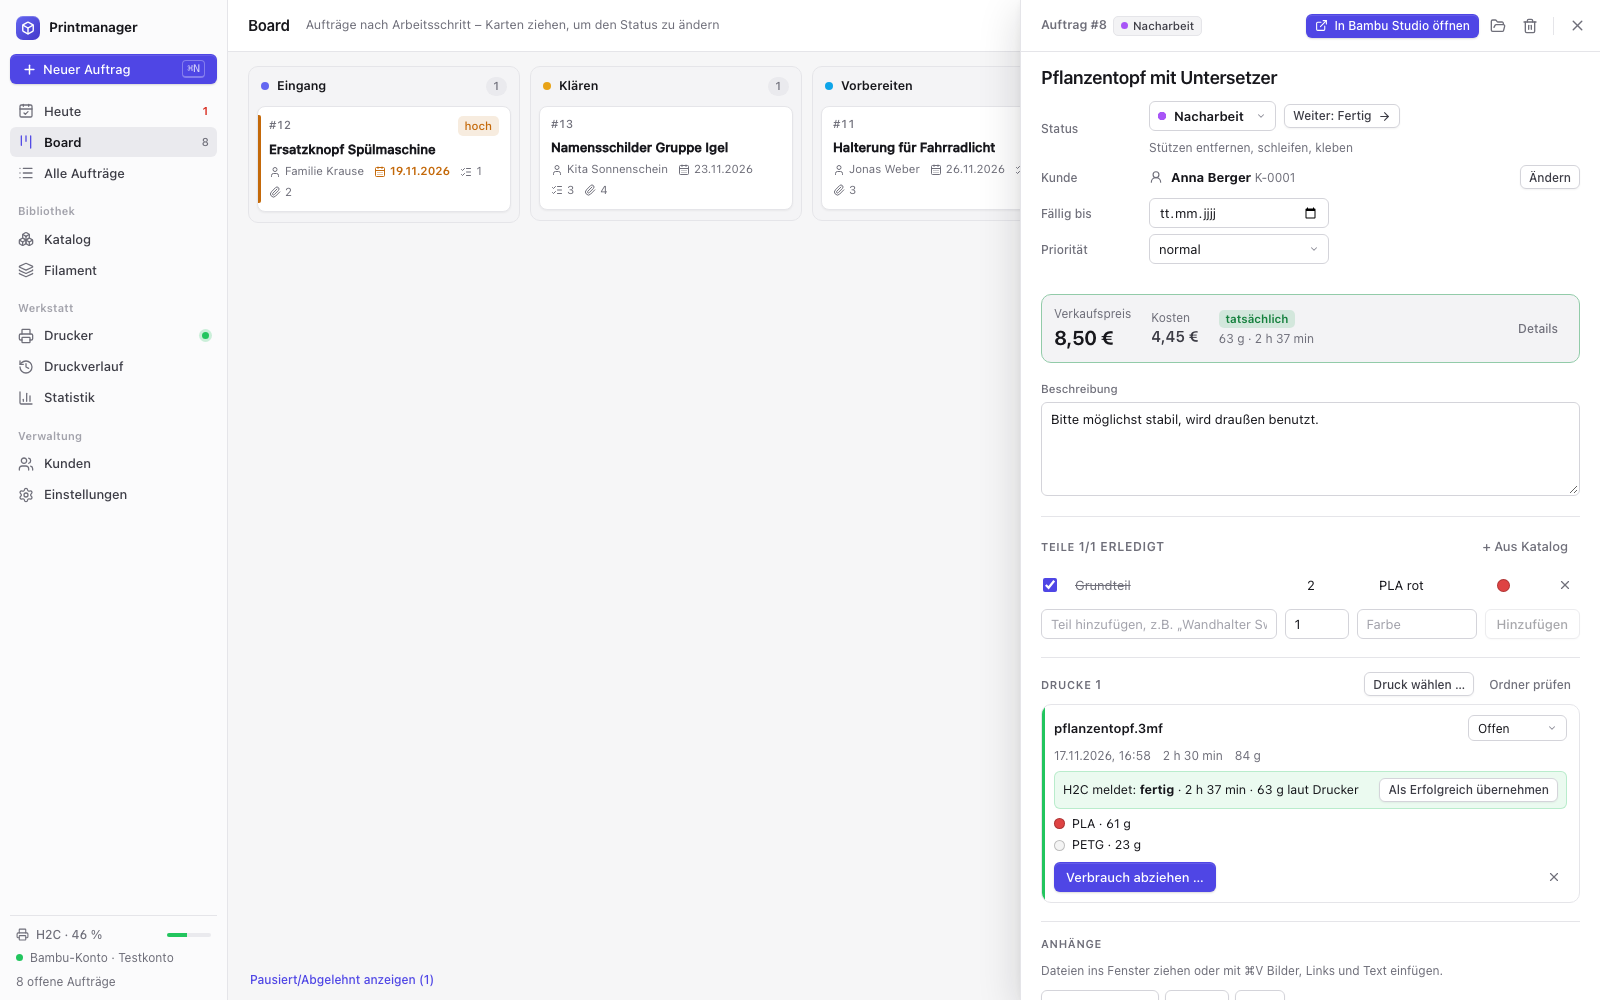 Printmanager
Neuer Auftrag ⌘N
Heute 1
Board 8
Alle Aufträge
Bibliothek
Katalog
Filament
Werkstatt
Drucker
Druckverlauf
Statistik
Verwaltung
Kunden
Einstellungen
H2C · 46 %
Bambu-Konto · Testkonto
8 offene Aufträge
Board Aufträge nach Arbeitsschritt – Karten ziehen, um den Status zu ändern
Eingang 1
#12 hoch
Ersatzknopf Spülmaschine
Familie Krause 19.11.2026 1
2
Klären 1
#13
Namensschilder Gruppe Igel
Kita Sonnenschein 23.11.2026
3 4
Vorbereiten
#11
Halterung für Fahrradlicht
Jonas Weber 26.11.2026
3
Pausiert/Abgelehnt anzeigen (1)
Auftrag #8 Nacharbeit In Bambu Studio öffnen
Pflanzentopf mit Untersetzer
Status Nacharbeit Weiter: Fertig →
Stützen entfernen, schleifen, kleben
Kunde Anna Berger K-0001 Ändern
Fällig bis tt.mm.jjjj
Priorität normal
Verkaufspreis Kosten tatsächlich
8,50 € 4,45 € 63 g · 2 h 37 min Details
Beschreibung
Bitte möglichst stabil, wird draußen benutzt.
TEILE 1/1 ERLEDIGT + Aus Katalog
Grundteil 2 PLA rot
Teil hinzufügen, z.B. „Wandhalter 1 Farbe Hinzufügen
DRUCKE 1 Druck wählen ... Ordner prüfen
pflanzentopf.3mf Offen
17.11.2026, 16:58 2 h 30 min 84 g
H2C meldet: fertig · 2 h 37 min · 63 g laut Drucker Als Erfolgreich übernehmen
PLA · 61 g
PETG · 23 g
Verbrauch abziehen ...
ANHÄNGE
Dateien ins Fenster ziehen oder mit ⌘V Bilder, Links und Text einfügen.